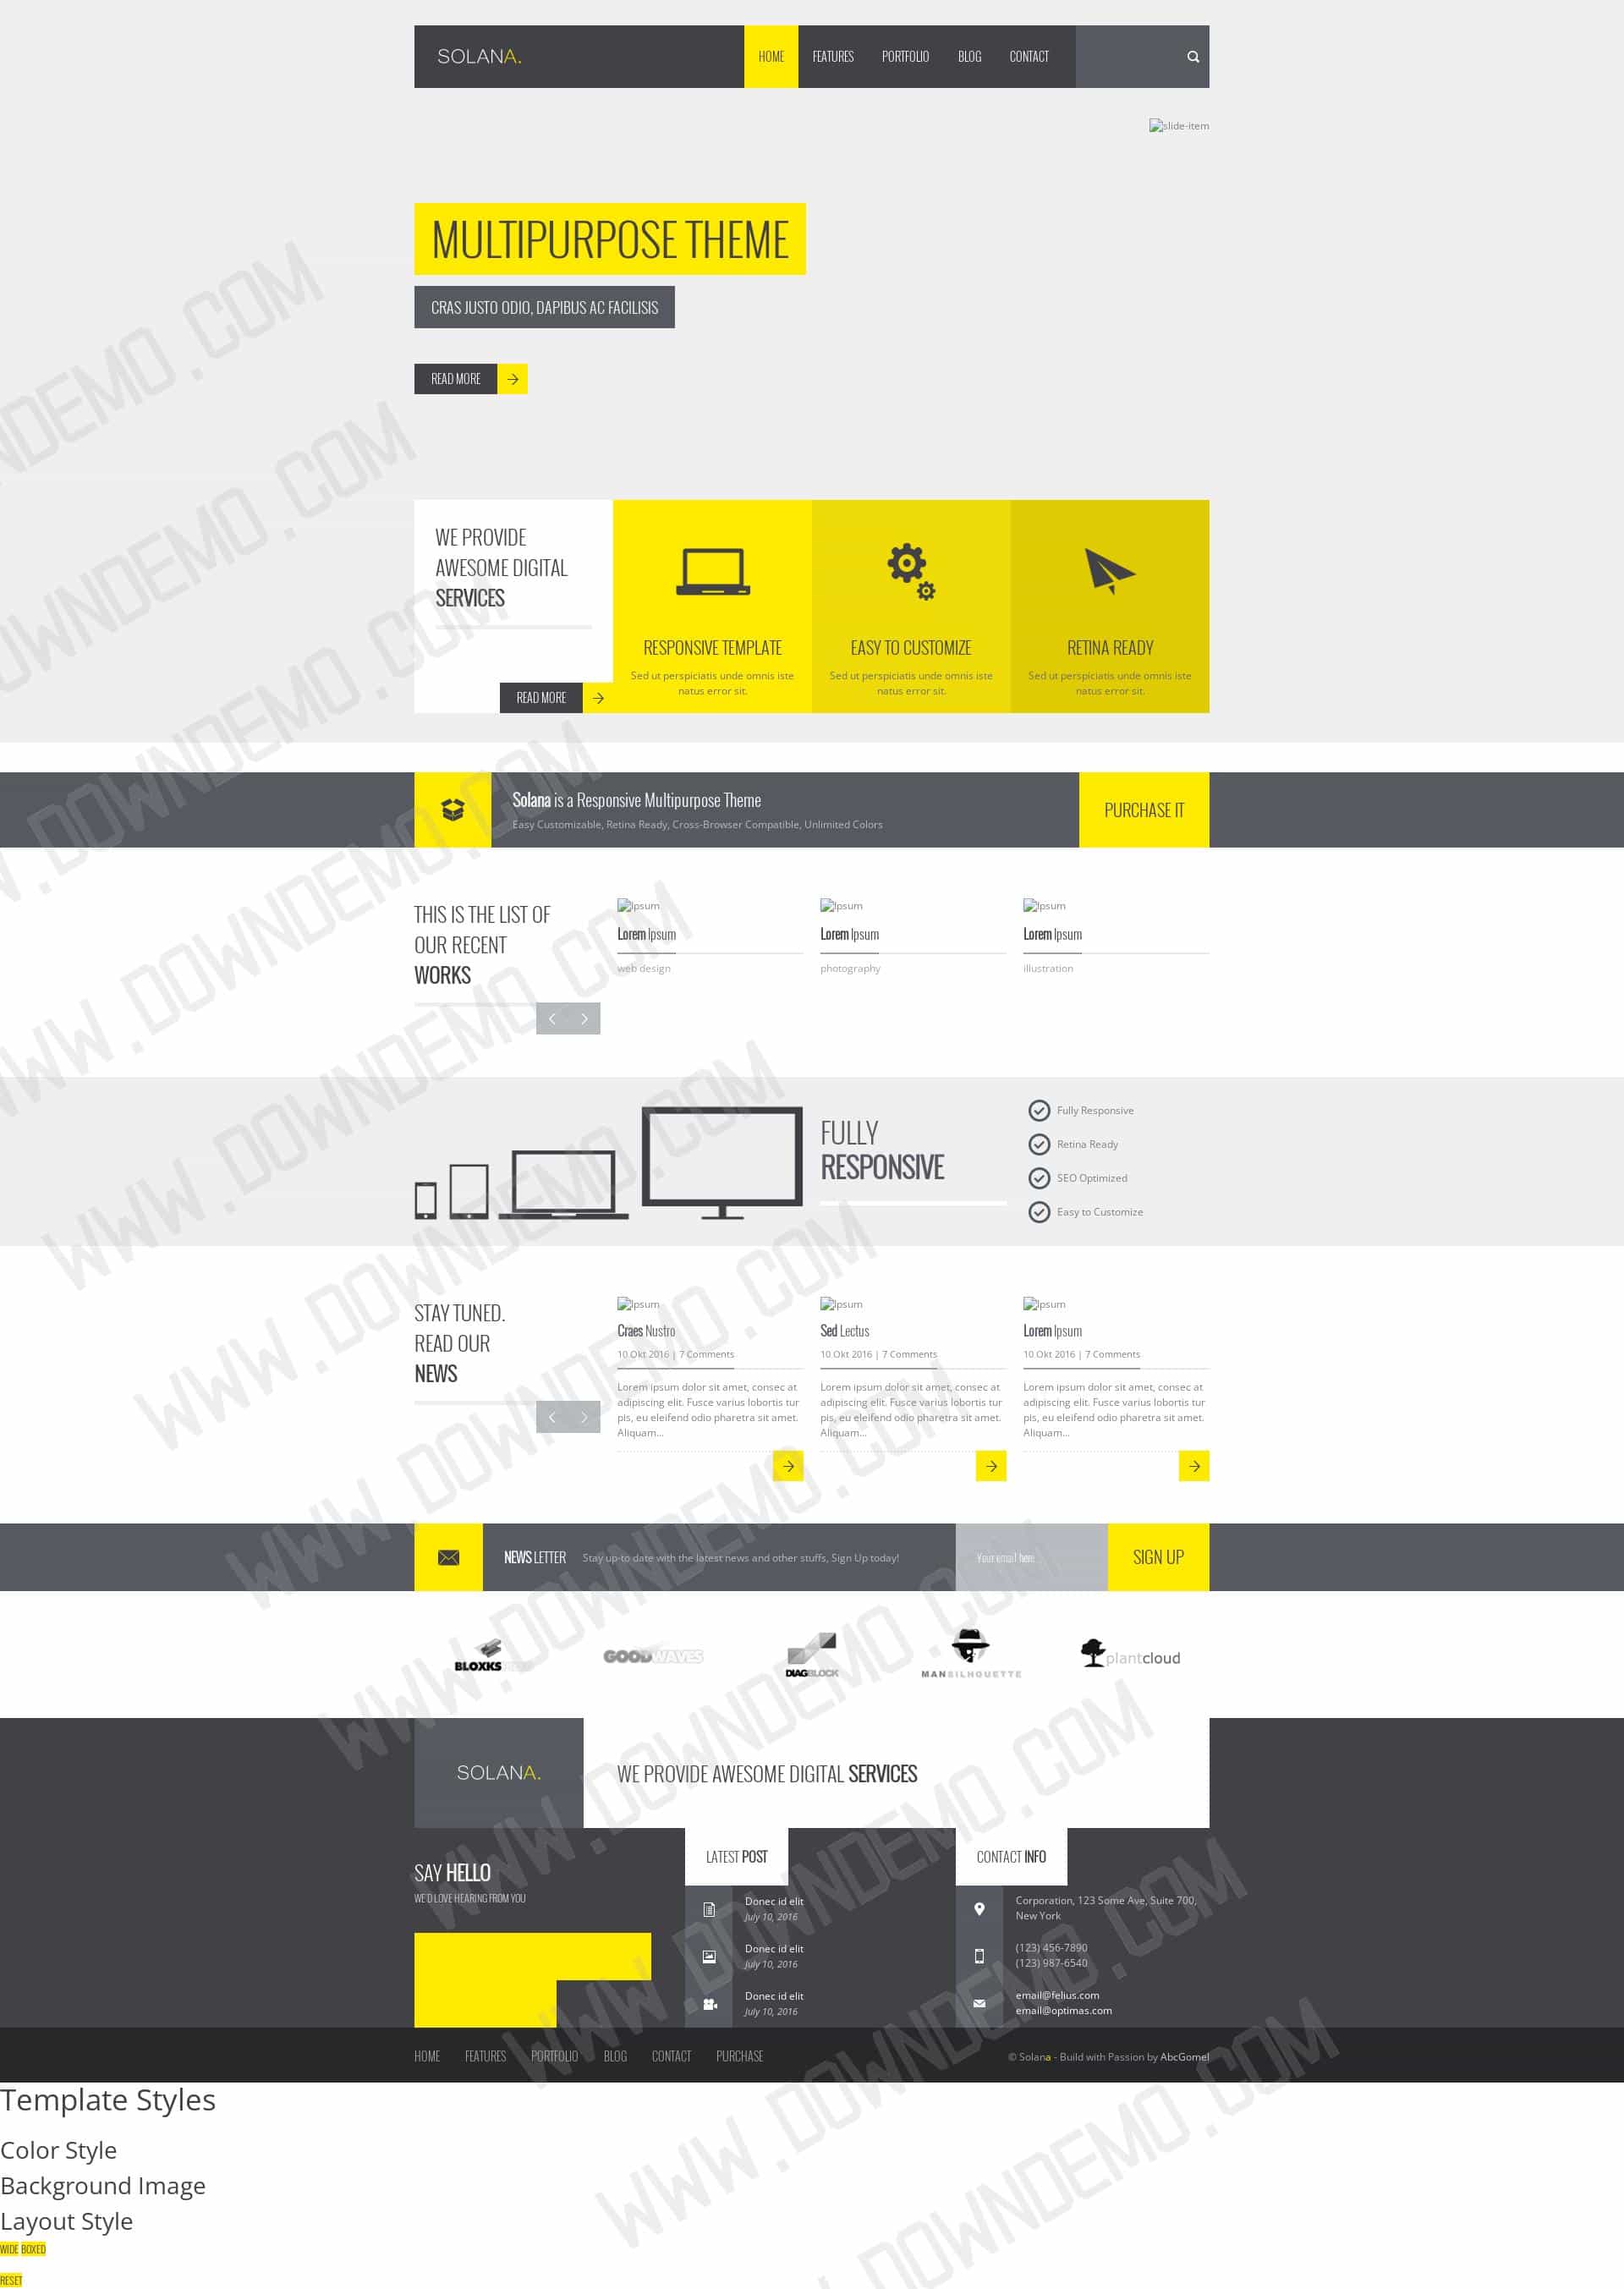 SOLANA.
HOME FEATURES PORTFOLIO BLOG CONTACT
slide-item
MULTIPURPOSE THEME
CRAS JUSTO ODIO, DAPIBUS AC FACILISIS
READ MORE
WE PROVIDE
AWESOME DIGITAL
SERVICES
READ MORE
RESPONSIVE TEMPLATE
Sed ut perspiciatis unde omnis iste
natus error sit.
EASY TO CUSTOMIZE
Sed ut perspiciatis unde omnis iste
natus error sit.
RETINA READY
Sed ut perspiciatis unde omnis iste
natus error sit.
Solana is a Responsive Multipurpose Theme
Easy Customizable, Retina Ready, Cross-Browser Compatible, Unlimited Colors
PURCHASE IT
THIS IS THE LIST OF
OUR RECENT
WORKS
Ipsum
Lorem Ipsum
web design
Ipsum
Lorem Ipsum
photography
Ipsum
Lorem Ipsum
illustration
FULLY
RESPONSIVE
Fully Responsive
Retina Ready
SEO Optimized
Easy to Customize
STAY TUNED.
READ OUR
NEWS
Ipsum
Craes Nustro
10 Okt 2016 | 7 Comments
Lorem ipsum dolor sit amet, consec at
adipiscing elit. Fusce varius lobortis tur
pis, eu eleifend odio pharetra sit amet.
Aliquam...
Ipsum
Sed Lectus
10 Okt 2016 | 7 Comments
Lorem ipsum dolor sit amet, consec at
adipiscing elit. Fusce varius lobortis tur
pis, eu eleifend odio pharetra sit amet.
Aliquam...
Ipsum
Lorem Ipsum
10 Okt 2016 | 7 Comments
Lorem ipsum dolor sit amet, consec at
adipiscing elit. Fusce varius lobortis tur
pis, eu eleifend odio pharetra sit amet.
Aliquam...
NEWS LETTER
Stay up-to date with the latest news and other stuffs, Sign Up today!
Your email here...
SIGN UP
BLOXKS
GOODWAVES
DIAGBLOCK
MANSILHOUETTE
plantcloud
SOLANA.
WE PROVIDE AWESOME DIGITAL SERVICES
SAY HELLO
WE'D LOVE HEARING FROM YOU
LATEST POST
Donec id elit
July 10, 2016
Donec id elit
July 10, 2016
Donec id elit
July 10, 2016
CONTACT INFO
Corporation, 123 Some Ave, Suite 700,
New York
(123) 456-7890
(123) 987-6540
email@felius.com
email@optimas.com
HOME FEATURES PORTFOLIO BLOG CONTACT PURCHASE
© Solana - Build with Passion by AbcGomel
Template Styles
Color Style
Background Image
Layout Style
WIDE BOXED
RESET
WWW.DOWNDEMO.COM